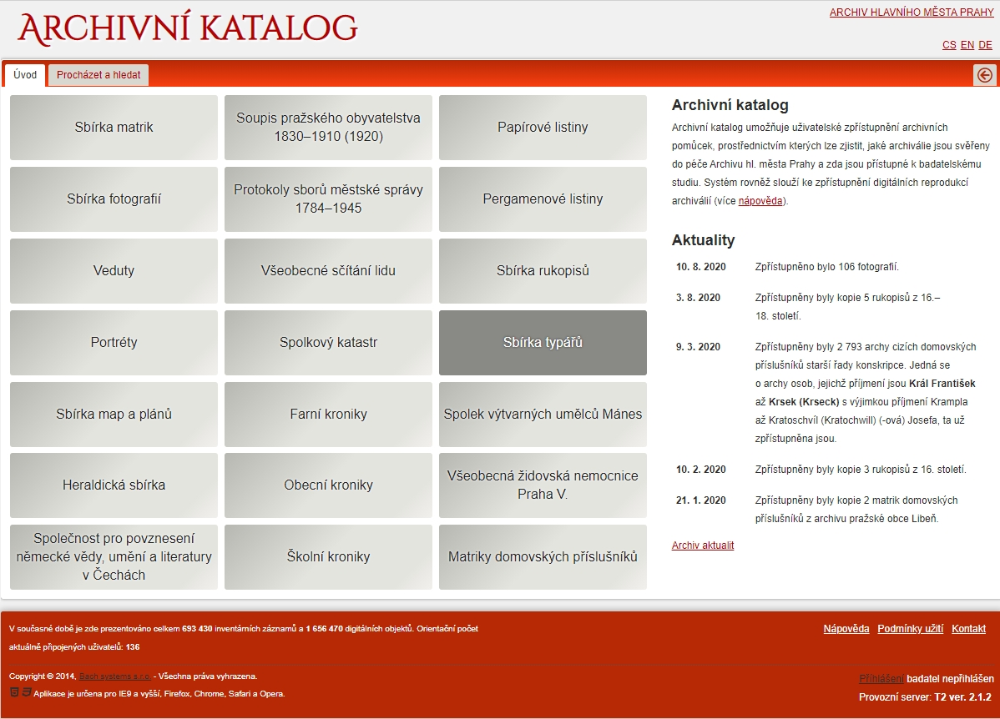 ARCHIVNÍ KATALOG
ARCHIV HLAVNÍHO MĚSTA PRAHY
CS EN DE
Úvod
Procházet a hledat
Sbírka matrik
Soupis pražského obyvatelstva
1830–1910 (1920)
Papírové listiny
Sbírka fotografií
Protokoly sborů městské správy
1784–1945
Pergamenové listiny
Veduty
Všeobecné sčítání lidu
Sbírka rukopisů
Portréty
Spolkový katastr
Sbírka typářů
Sbírka map a plánů
Farní kroniky
Spolek výtvarných umělců Mánes
Heraldická sbírka
Obecní kroniky
Všeobecná židovská nemocnice
Praha V.
Společnost pro povznesení
německé vědy, umění a literatury
v Čechách
Školní kroniky
Matriky domovských příslušníků
Archivní katalog
Archivní katalog umožňuje uživatelské zpřístupnění archivních
pomůcek, prostřednictvím kterých lze zjistit, jaké archiválie jsou svěřeny
do péče Archivu hl. města Prahy a zda jsou přístupné k badatelskému
studiu. Systém rovněž slouží ke zpřístupnění digitálních reprodukcí
archiválií (více nápověda).
Aktuality
10. 8. 2020 Zpřístupněno bylo 106 fotografií.
3. 8. 2020 Zpřístupněny byly kopie 5 rukopisů z 16.–
18. století.
9. 3. 2020 Zpřístupněny byly 2 793 archy cizích domovských
příslušníků starší řady konskripce. Jedná se
o archy osob, jejichž příjmení jsou Král František
až Krsek (Krseck) s výjimkou příjmení Krampla
až Kratoschvíl (Kratochwill) (-ová) Josefa, ta už
zpřístupněna jsou.
10. 2. 2020 Zpřístupněny byly kopie 3 rukopisů z 16. století.
21. 1. 2020 Zpřístupněny byly kopie 2 matrik domovských
příslušníků z archivu pražské obce Libeň.
Archiv aktualit
V současné době je zde prezentováno celkem 693 430 inventárních záznamů a 1 656 470 digitálních objektů. Orientační počet
aktuálně připojených uživatelů: 136
Nápověda Podmínky užití Kontakt
Copyright © 2014, Bach systems s.r.o. - Všechna práva vyhrazena.
Aplikace je určena pro IE9 a vyšší, Firefox, Chrome, Safari a Opera.
Přihlášení badatel nepřihlášen
Provozní server: T2 ver. 2.1.2